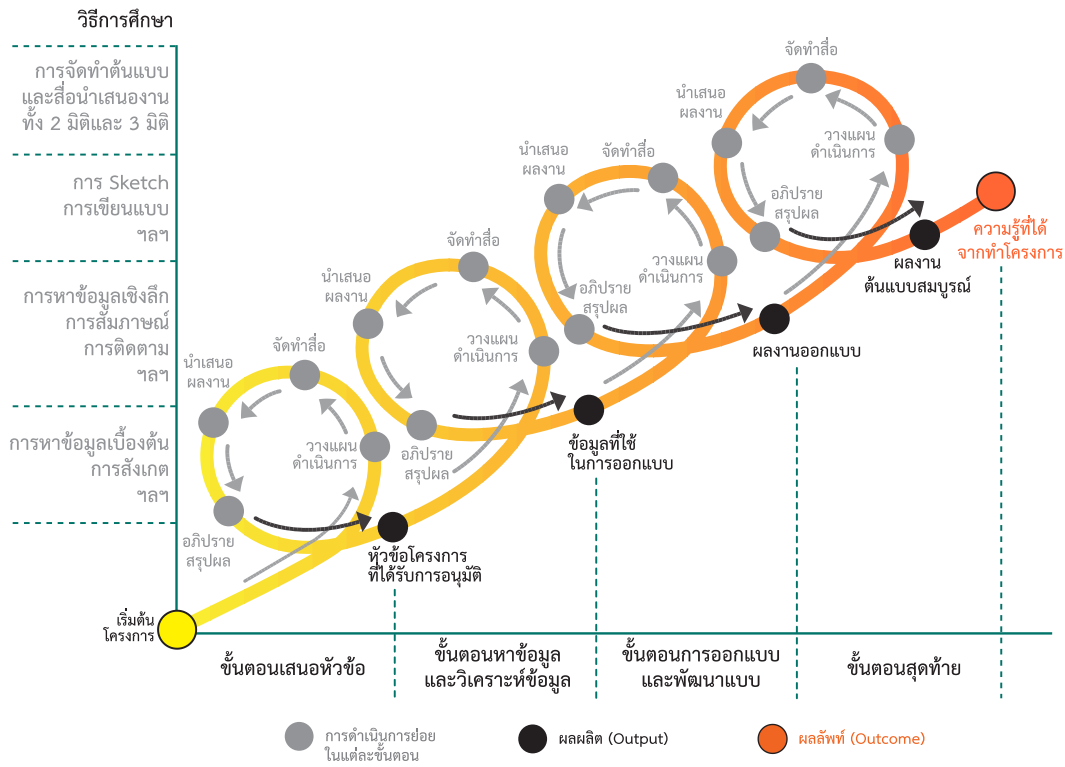 วิธีการศึกษา
การจัดทำต้นแบบ
และสื่อนำเสนองาน
ทั้ง 2 มิติและ 3 มิติ
การ Sketch
การเขียนแบบ
ฯลฯ
การหาข้อมูลเชิงลึก
การสัมภาษณ์
การติดตาม
ฯลฯ
การหาข้อมูลเบื้องต้น
การสังเกต
ฯลฯ
เริ่มต้น
โครงการ
วางแผน
ดำเนินการ
จัดทำสื่อ
นำเสนอ
ผลงาน
อภิปราย
สรุปผล
หัวข้อโครงการ
ที่ได้รับการอนุมัติ
วางแผน
ดำเนินการ
จัดทำสื่อ
นำเสนอ
ผลงาน
อภิปราย
สรุปผล
ข้อมูลที่ใช้
ในการออกแบบ
วางแผน
ดำเนินการ
จัดทำสื่อ
นำเสนอ
ผลงาน
อภิปราย
สรุปผล
ผลงานออกแบบ
วางแผน
ดำเนินการ
จัดทำสื่อ
นำเสนอ
ผลงาน
อภิปราย
สรุปผล
ผลงาน
ต้นแบบสมบูรณ์
ความรู้ที่ได้
จากทำโครงการ
ขั้นตอนเสนอหัวข้อ
ขั้นตอนหาข้อมูล
และวิเคราะห์ข้อมูล
ขั้นตอนการออกแบบ
และพัฒนาแบบ
ขั้นตอนสุดท้าย
การดำเนินการย่อย
ในแต่ละขั้นตอน
ผลผลิต (Output)
ผลลัพท์ (Outcome)